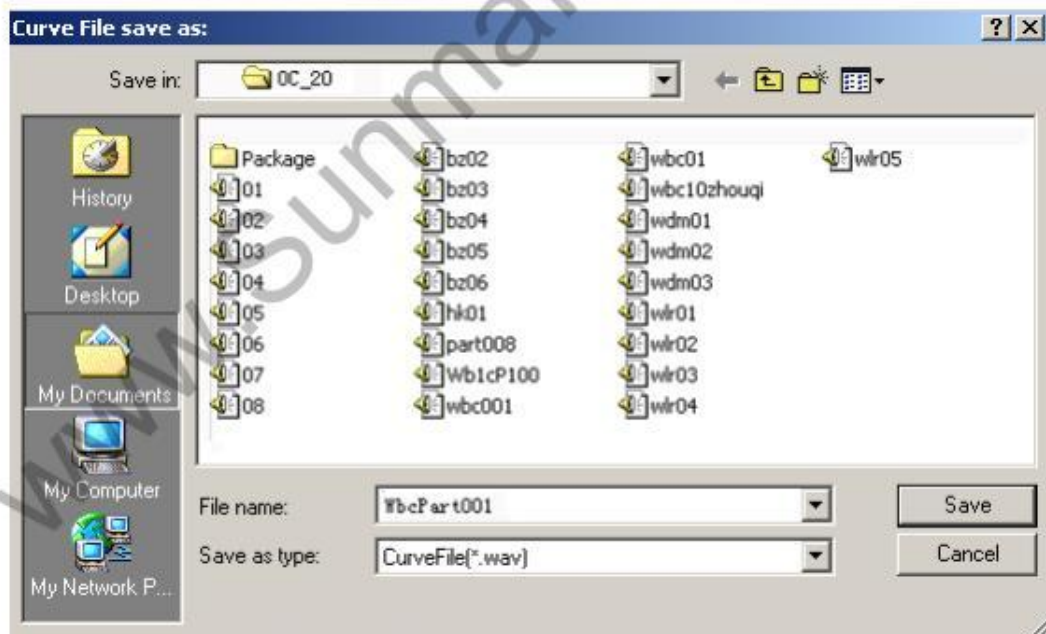 Curve File save as:
Save in:
0C_20
History
Desktop
My Documents
My Computer
My Network P...
Package
01
02
03
04
05
06
07
08
bz02
bz03
bz04
bz05
bz06
hk01
part008
Wb1cP100
wbc001
wbc01
wbc10zhouqi
wdm01
wdm02
wdm03
wlr01
wlr02
wlr03
wlr04
wlr05
File name:
WbcPart001
Save
Save as type:
CurveFile(*.wav)
Cancel